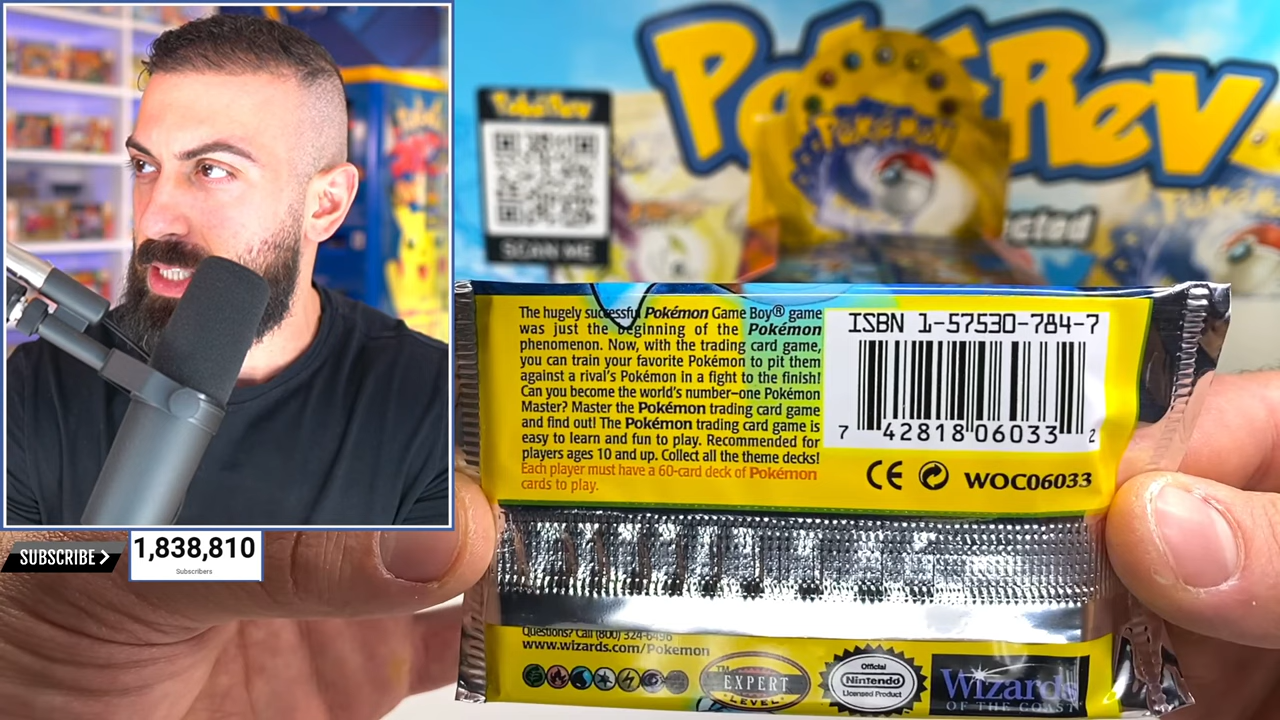 PokéRev
PokéRev
SCAN ME
Pokémon
The hugely successful Pokémon Game Boy® game
was just the beginning of the Pokémon
phenomenon. Now, with the trading card game,
you can train your favorite Pokémon to pit them
against a rival's Pokémon in a fight to the finish!
Can you become the world's number–one Pokémon
Master? Master the Pokémon trading card game
and find out! The Pokémon trading card game is
easy to learn and fun to play. Recommended for
players ages 10 and up. Collect all the theme decks!
Each player must have a 60-card deck of Pokémon
cards to play.
ISBN 1-57530-784-7
7 42818 06033 2
CE WOC06033
Questions? Call (800) 324-6496
www.wizards.com/Pokemon
TM
EXPERT
LEVEL
Official
Nintendo
Licensed Product
Wizards
OF THE COAST
SUBSCRIBE
1,838,810
Subscribers